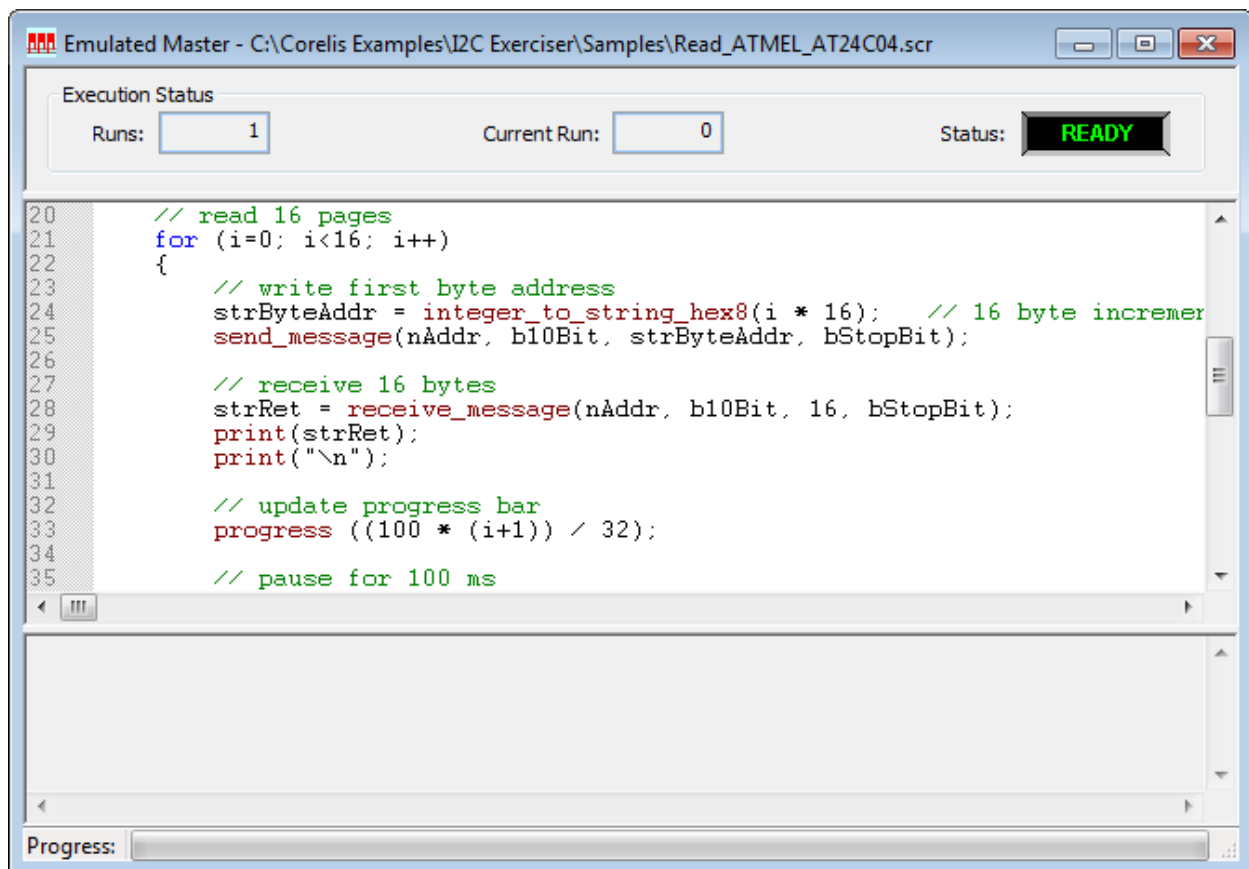 Emulated Master - C:\Corelis Examples\I2C Exerciser\Samples\Read_ATMEL_AT24C04.scr
Execution Status
Runs: 1 Current Run: 0 Status: READY
20 // read 16 pages
21 for (i=0; i<16; i++)
22 {
23 // write first byte address
24 strByteAddr = integer_to_string_hex8(i * 16); // 16 byte incremer
25 send_message(nAddr, b10Bit, strByteAddr, bStopBit);
26
27 // receive 16 bytes
28 strRet = receive_message(nAddr, b10Bit, 16, bStopBit);
29 print(strRet);
30 print("\n");
31
32 // update progress bar
33 progress ((100 * (i+1)) / 32);
34
35 // pause for 100 ms
Progress: